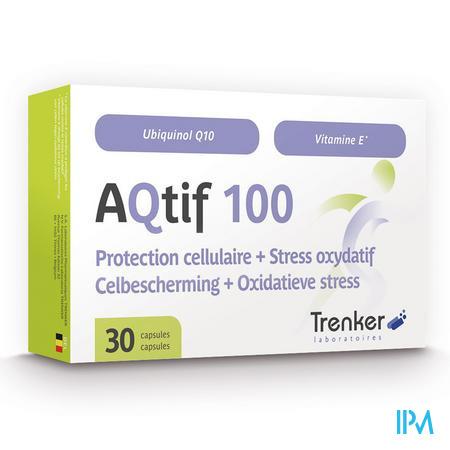 Ubiquinol Q10
Vitamine E*
AQtif 100
Protection cellulaire + Stress oxydatif
Celbescherming + Oxidatieve stress
30 capsules
capsules
Trenker
laboratoires
IPM